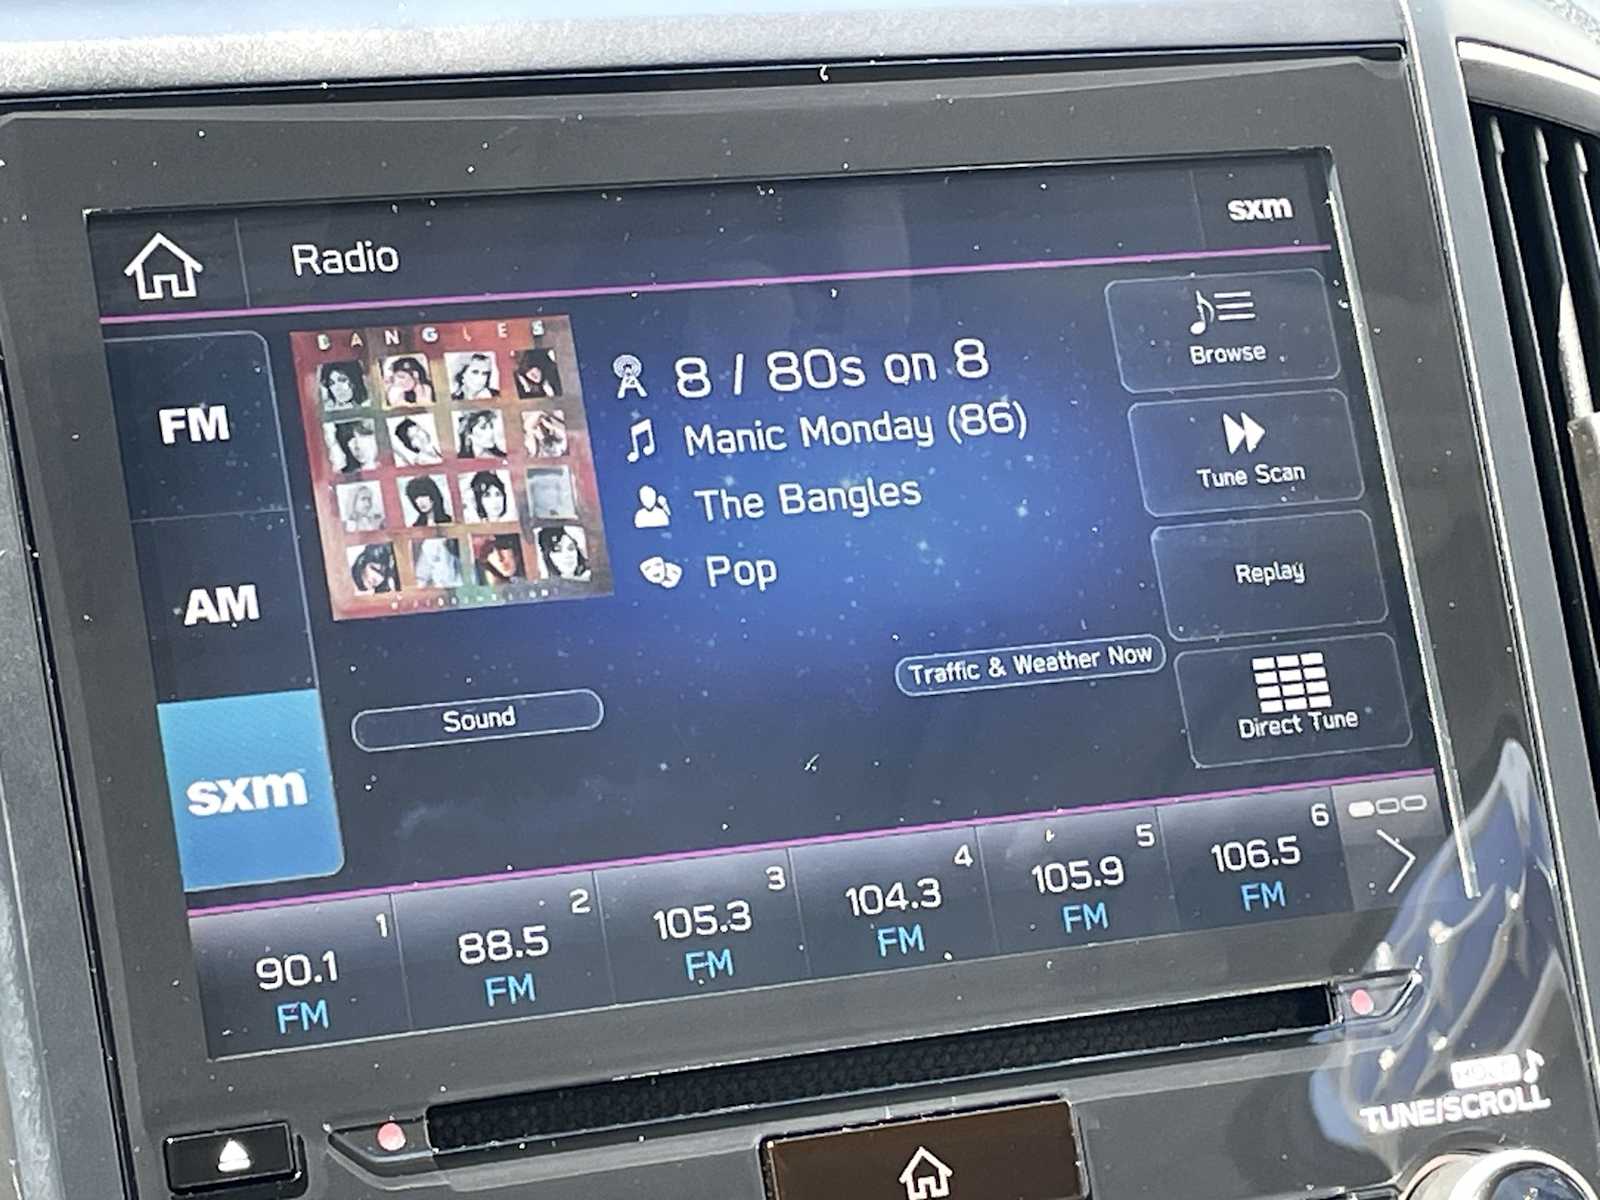 Radio
sxm
BANGLES
8 / 80s on 8
Manic Monday (86)
The Bangles
Pop
FM
AM
sxm
Browse
Tune Scan
Replay
Direct Tune
Traffic & Weather Now
Sound
1
90.1
FM
2
88.5
FM
3
105.3
FM
4
104.3
FM
5
105.9
FM
6
106.5
FM
TUNE/SCROLL